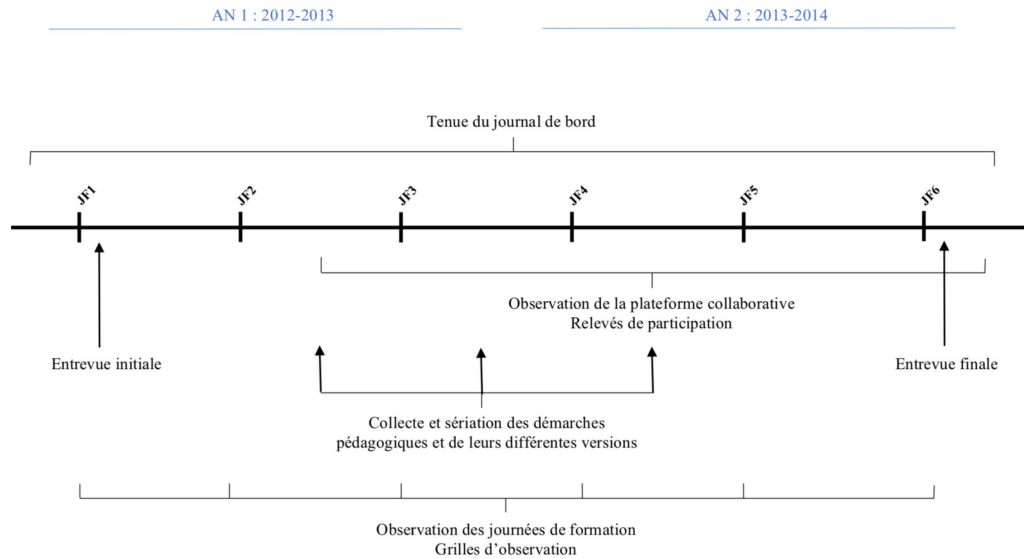 AN 1 : 2012-2013
AN 2 : 2013-2014
Tenue du journal de bord
JF1
JF2
JF3
JF4
JF5
JF6
Observation de la plateforme collaborative
Relevés de participation
Entrevue initiale
Entrevue finale
Collecte et sériation des démarches
pédagogiques et de leurs différentes versions
Observation des journées de formation
Grilles d’observation